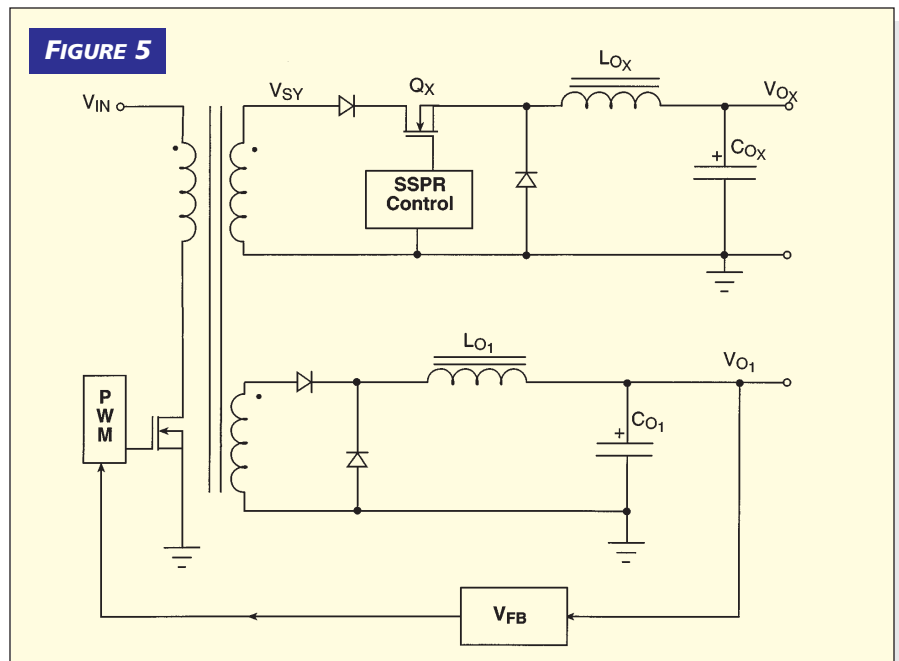 FIGURE 5
VIN
VSY
QX
LOX
VOX
COX
SSPR
Control
LO1
VO1
CO1
P
W
M
VFB